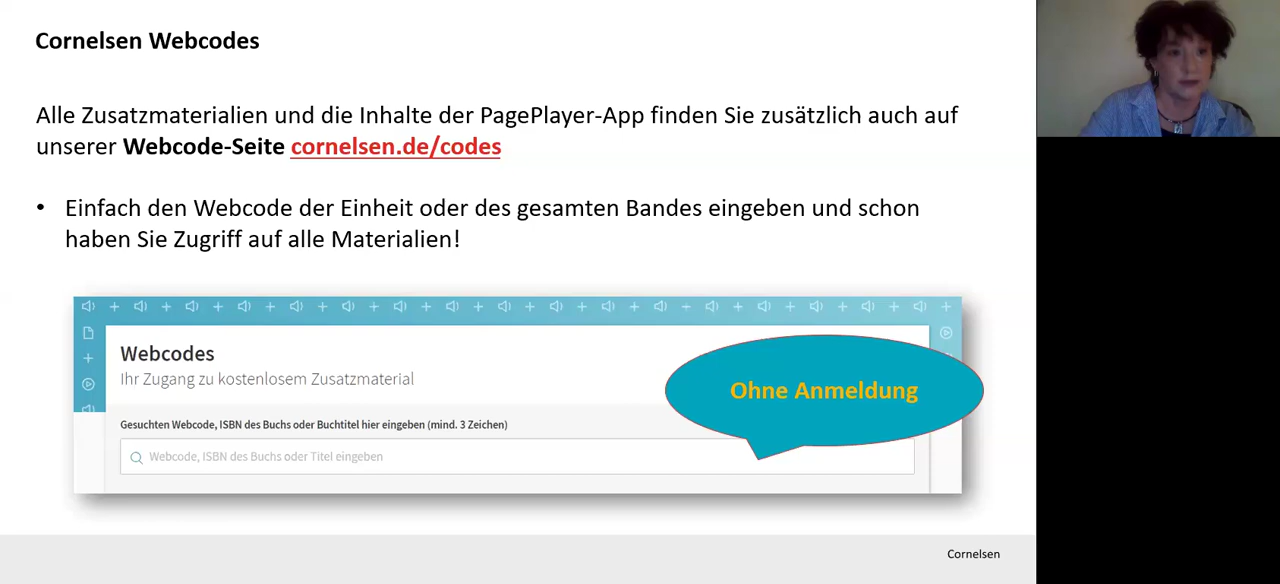 Cornelsen Webcodes
Alle Zusatzmaterialien und die Inhalte der PagePlayer-App finden Sie zusätzlich auch auf
unserer Webcode-Seite cornelsen.de/codes
• Einfach den Webcode der Einheit oder des gesamten Bandes eingeben und schon
haben Sie Zugriff auf alle Materialien!
Webcodes
Ihr Zugang zu kostenlosem Zusatzmaterial
Ohne Anmeldung
Gesuchten Webcode, ISBN des Buchs oder Buchtitel hier eingeben (mind. 3 Zeichen)
Webcode, ISBN des Buchs oder Titel eingeben
Cornelsen